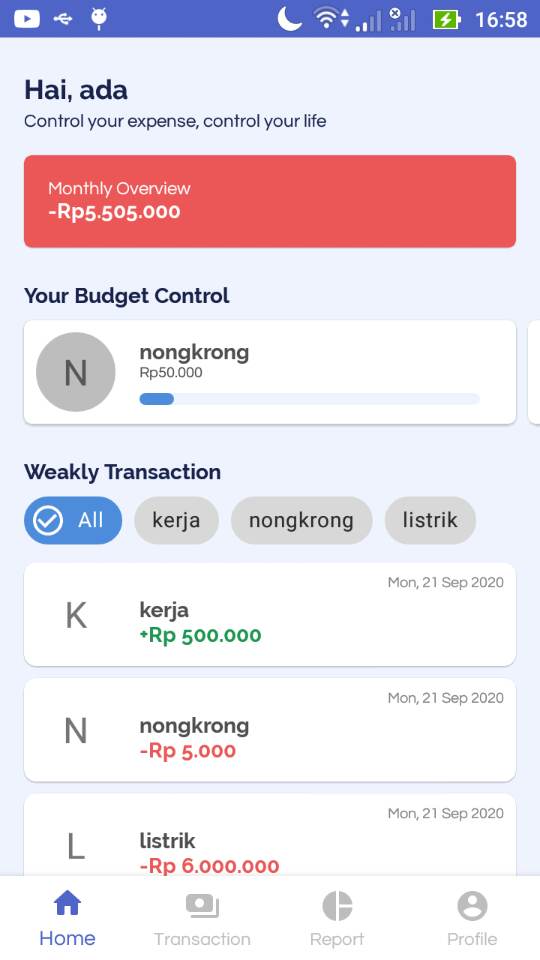 16:58
Hai, ada
Control your expense, control your life
Monthly Overview
-Rp5.505.000
Your Budget Control
N
nongkrong
Rp50.000
Weekly Transaction
All
kerja
nongkrong
listrik
Mon, 21 Sep 2020
K
kerja
+Rp 500.000
Mon, 21 Sep 2020
N
nongkrong
-Rp 5.000
Mon, 21 Sep 2020
L
listrik
-Rp 6.000.000
Home
Transaction
Report
Profile